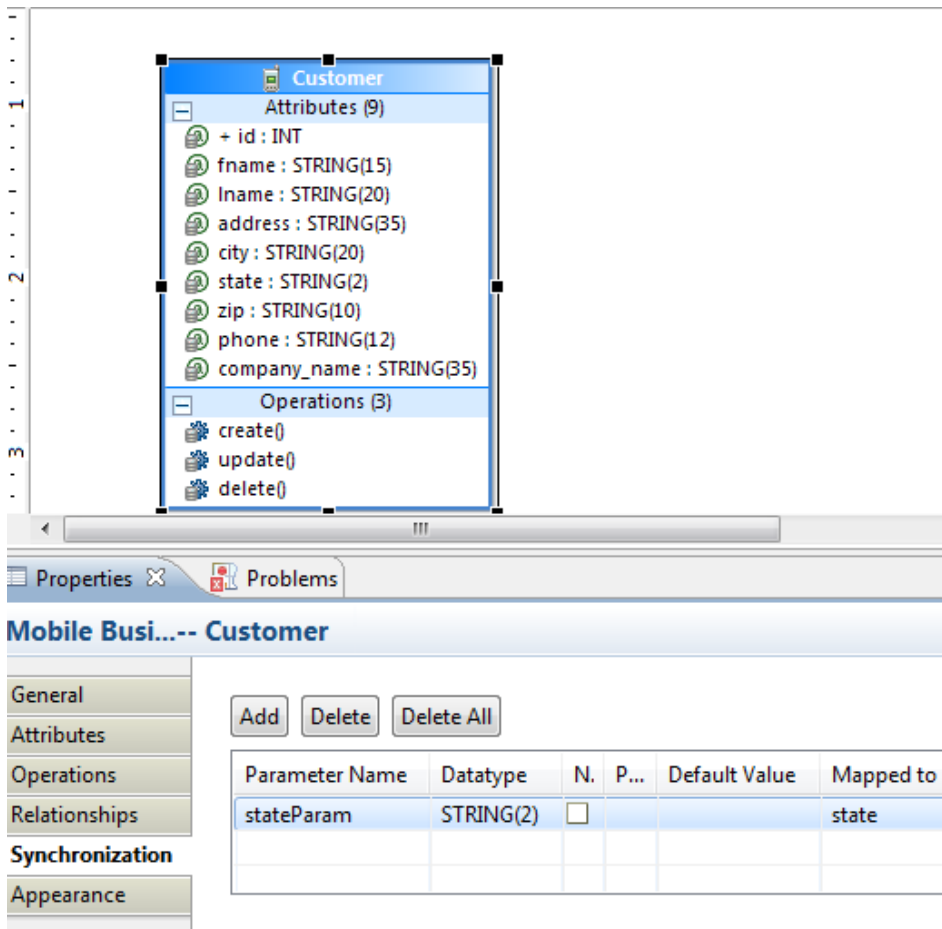 Customer
Attributes (9)
+ id : INT
fname : STRING(15)
lname : STRING(20)
address : STRING(35)
city : STRING(20)
state : STRING(2)
zip : STRING(10)
phone : STRING(12)
company_name : STRING(35)
Operations (3)
create()
update()
delete()
1
2
3
Properties Problems
Mobile Busi...-- Customer
General
Attributes
Operations
Relationships
Synchronization
Appearance
Add Delete Delete All
Parameter Name Datatype N. P... Default Value Mapped to
stateParam STRING(2) state